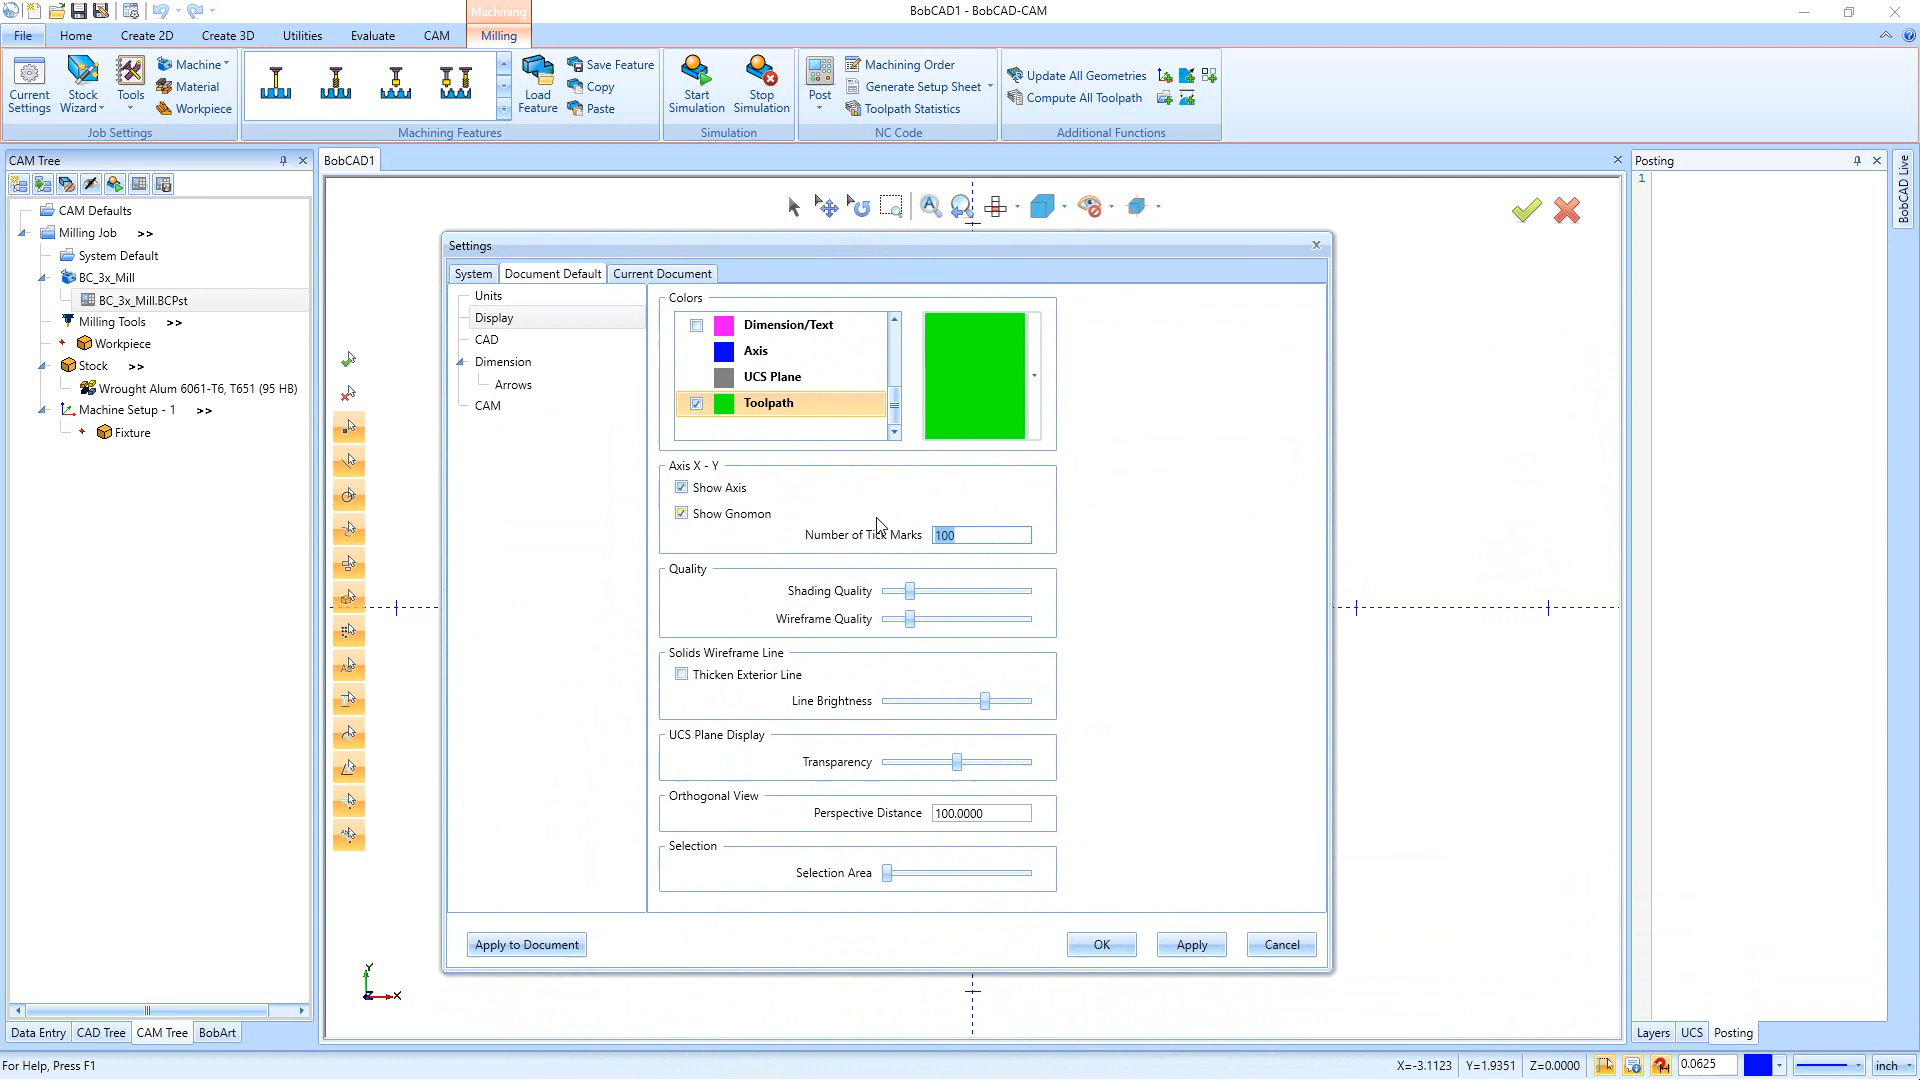 Machining
BobCAD1 - BobCAD-CAM
File
Home
Create 2D
Create 3D
Utilities
Evaluate
CAM
Milling
Current
Settings
Stock
Wizard
Tools
Machine
Material
Workpiece
Job Settings
Load
Feature
Save Feature
Copy
Paste
Machining Features
Start
Simulation
Stop
Simulation
Simulation
Post
Machining Order
Generate Setup Sheet
Toolpath Statistics
NC Code
Update All Geometries
Compute All Toolpath
Additional Functions
CAM Tree
CAM Defaults
Milling Job >>
System Default
BC_3x_Mill
BC_3x_Mill.BCPst
Milling Tools >>
Workpiece
Stock >>
Wrought Alum 6061-T6, T651 (95 HB)
Machine Setup - 1 >>
Fixture
Data Entry
CAD Tree
CAM Tree
BobArt
BobCAD1
Settings
System
Document Default
Current Document
Units
Display
CAD
Dimension
Arrows
CAM
Colors
Dimension/Text
Axis
UCS Plane
Toolpath
Axis X - Y
Show Axis
Show Gnomon
Number of Tick Marks 100
Quality
Shading Quality
Wireframe Quality
Solids Wireframe Line
Thicken Exterior Line
Line Brightness
UCS Plane Display
Transparency
Orthogonal View
Perspective Distance 100.0000
Selection
Selection Area
Apply to Document
OK
Apply
Cancel
Y
Z
X
Posting
1
BobCAD Live
Layers
UCS
Posting
For Help, Press F1
X=-3.1123
Y=1.9351
Z=0.0000
0.0625
inch